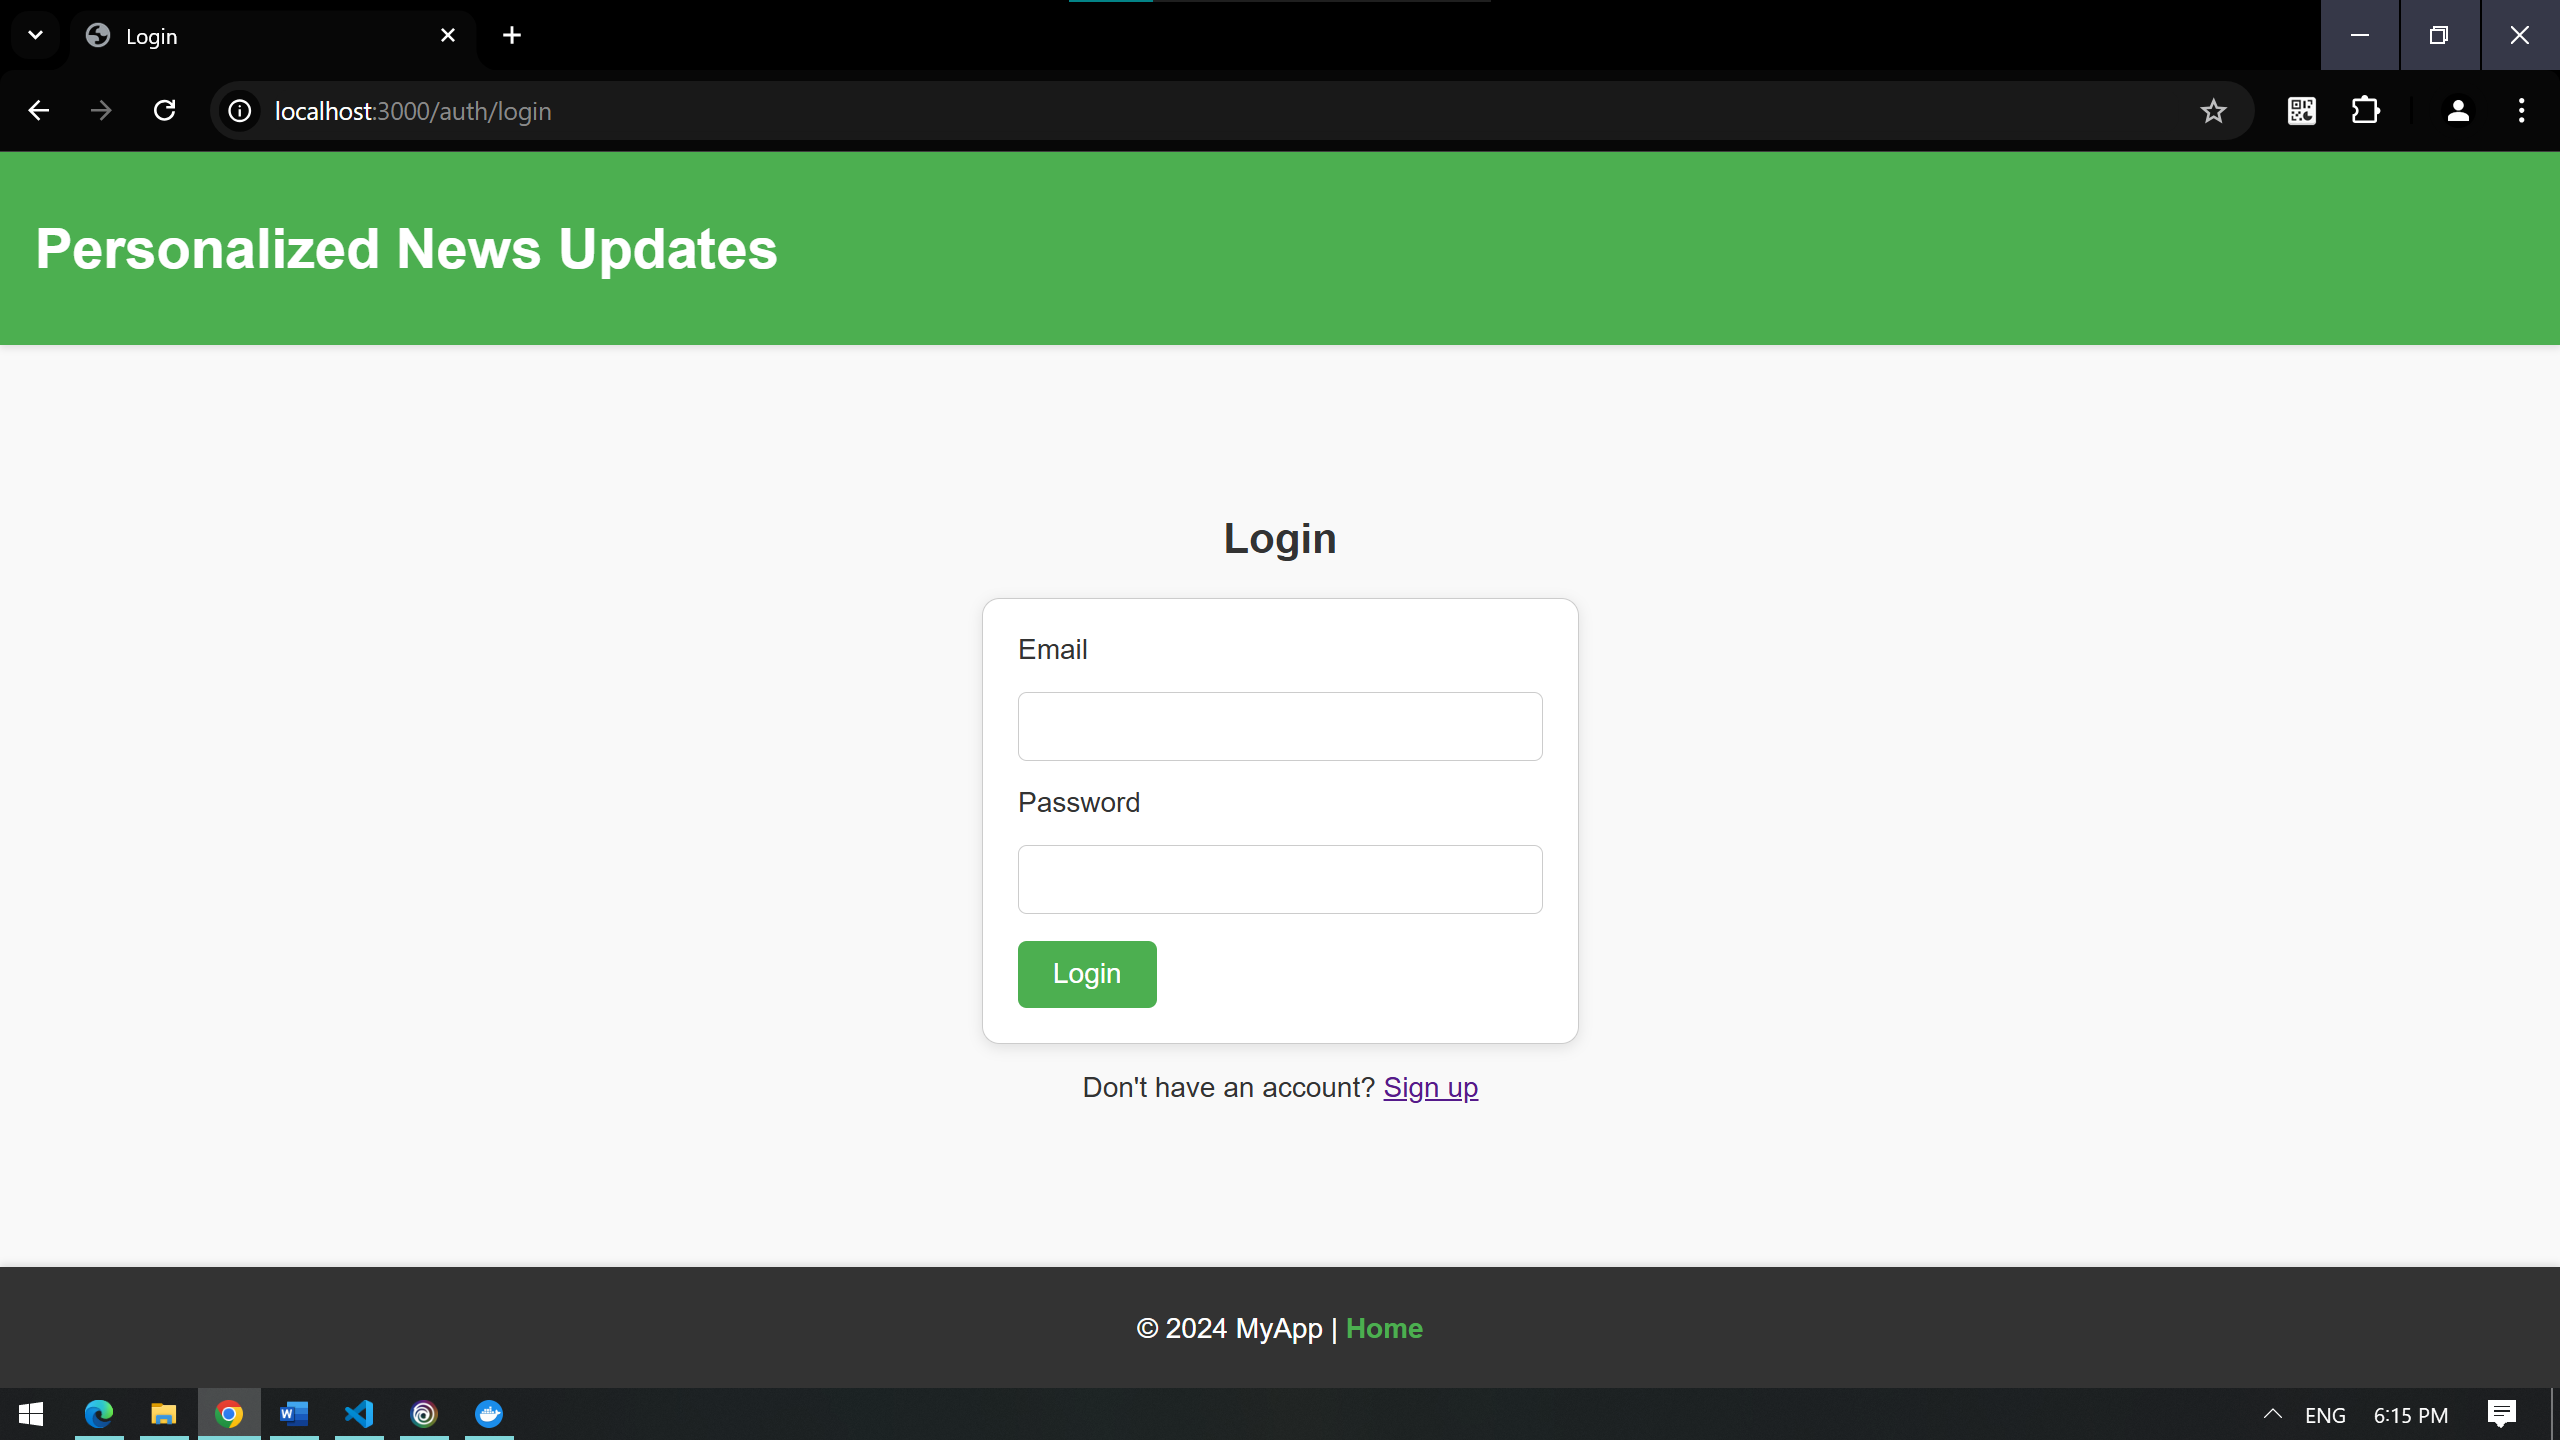 Login
localhost:3000/auth/login
Personalized News Updates
Login
Email
Password
Login
Don't have an account? Sign up
© 2024 MyApp | Home
ENG
6:15 PM